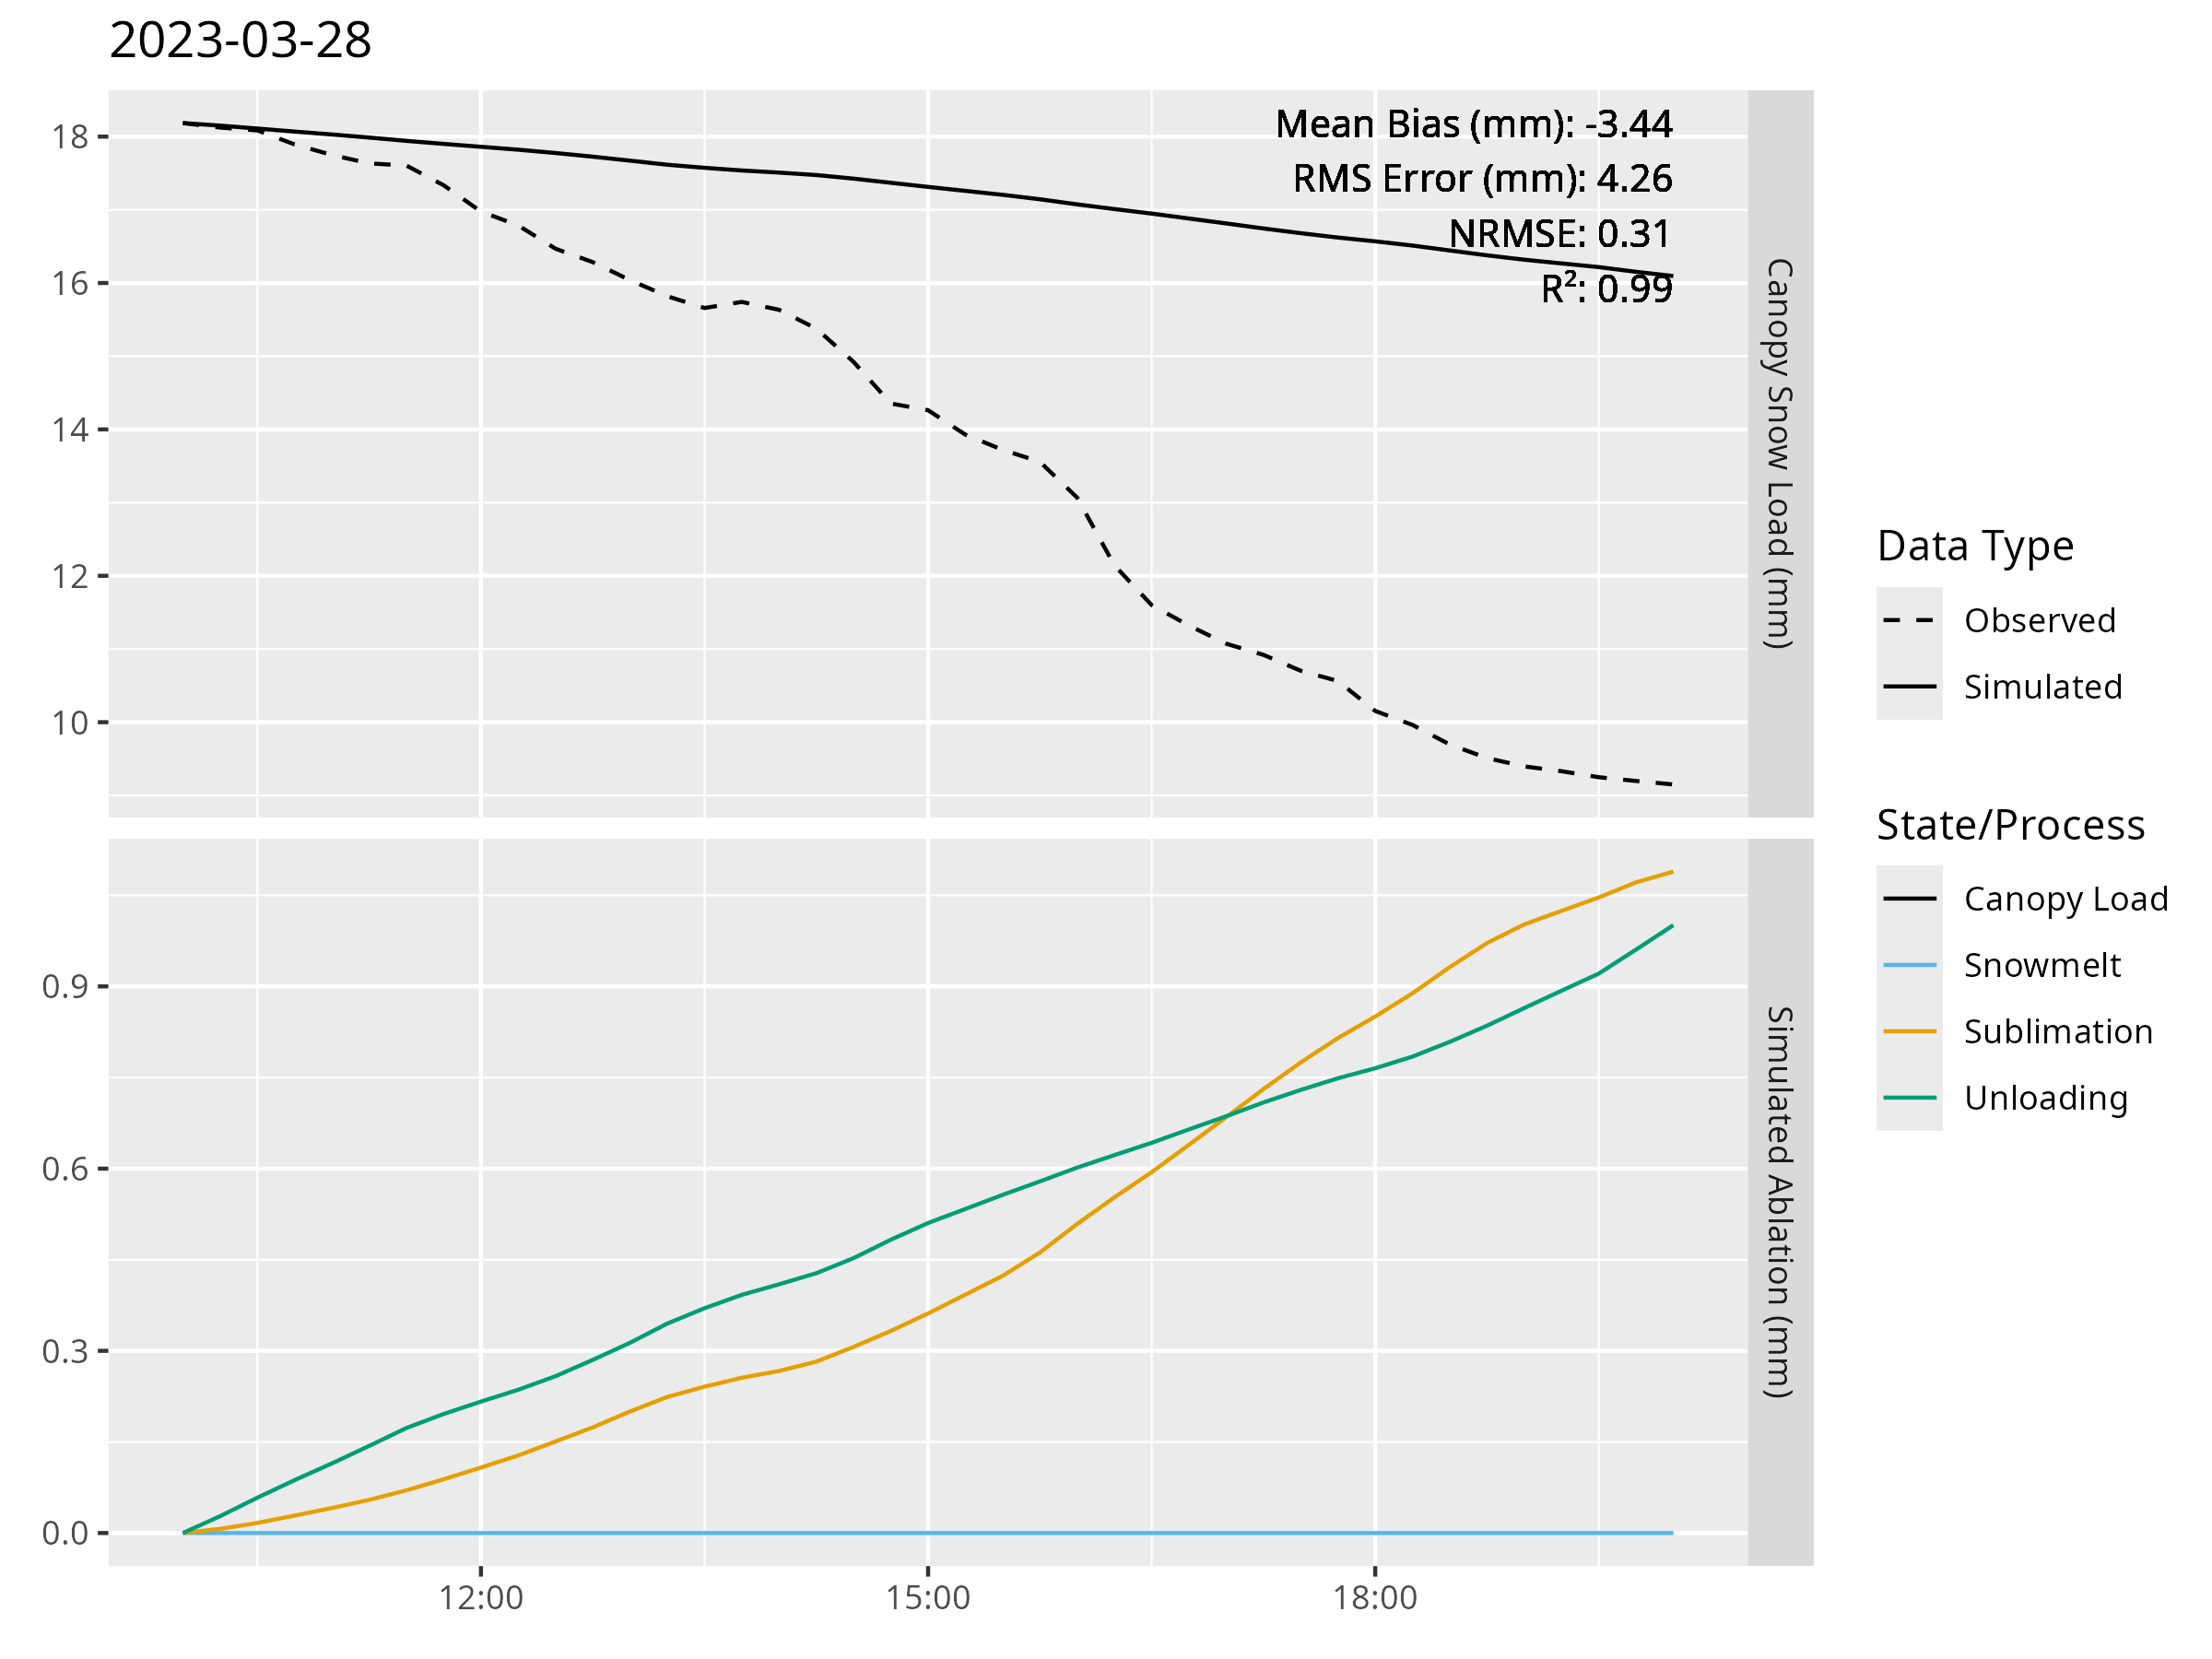 2023-03-28
18
16
14
12
10
Mean Bias (mm): -3.44
RMS Error (mm): 4.26
NRMSE: 0.31
R²: 0.99
Canopy Snow Load (mm)
0.9
0.6
0.3
0.0
Simulated Ablation (mm)
12:00
15:00
18:00
Data Type
Observed
Simulated
State/Process
Canopy Load
Snowmelt
Sublimation
Unloading